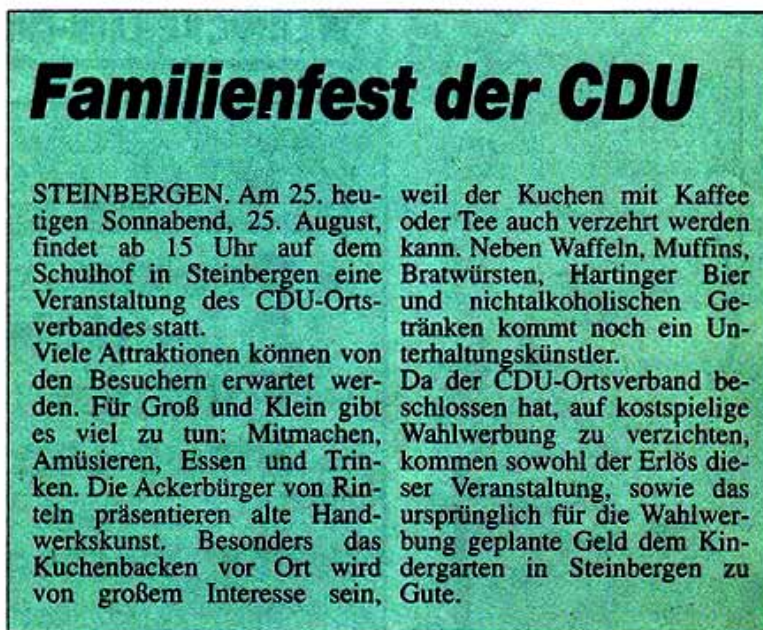 Familienfest der CDU
STEINBERGEN. Am 25. heu-
tigen Sonnabend, 25. August,
findet ab 15 Uhr auf dem
Schulhof in Steinbergen eine
Veranstaltung des CDU-Orts-
verbandes statt.
Viele Attraktionen können von
den Besuchern erwartet wer-
den. Für Groß und Klein gibt
es viel zu tun: Mitmachen,
Amüsieren, Essen und Trin-
ken. Die Ackerbürger von Rin-
teln präsentieren alte Hand-
werkskunst. Besonders das
Kuchenbacken vor Ort wird
von großem Interesse sein,
weil der Kuchen mit Kaffee
oder Tee auch verzehrt werden
kann. Neben Waffeln, Muffins,
Bratwürsten, Hartinger Bier
und nichtalkoholischen Ge-
tränken kommt noch ein Un-
terhaltungskünstler.
Da der CDU-Ortsverband be-
schlossen hat, auf kostspielige
Wahlwerbung zu verzichten,
kommen sowohl der Erlös die-
ser Veranstaltung, sowie das
ursprünglich für die Wahlwer-
bung geplante Geld dem Kin-
dergarten in Steinbergen zu
Gute.